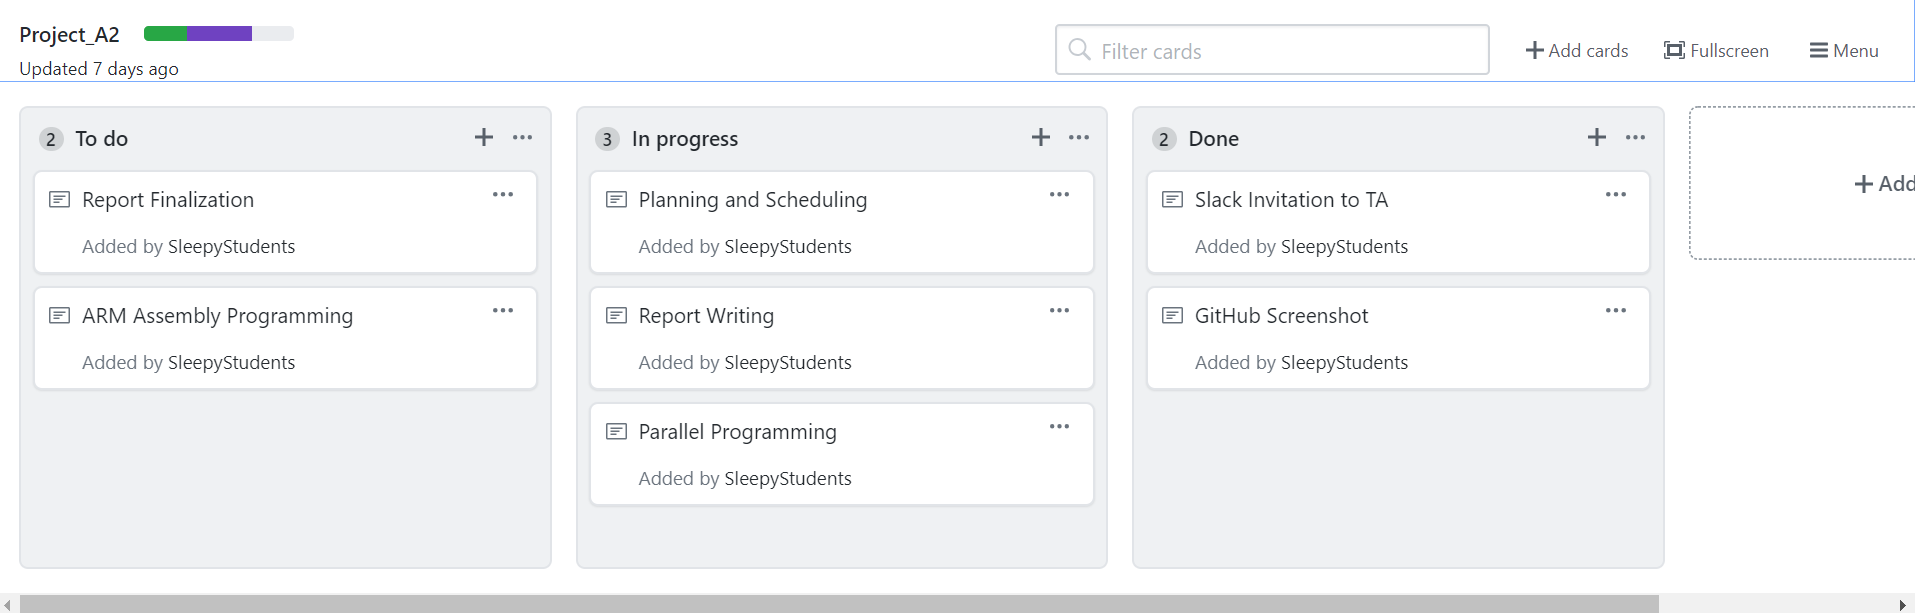 Project_A2
Updated 7 days ago
Filter cards
Add cards
Fullscreen
Menu
2 To do
Report Finalization
Added by SleepyStudents
ARM Assembly Programming
Added by SleepyStudents
3 In progress
Planning and Scheduling
Added by SleepyStudents
Report Writing
Added by SleepyStudents
Parallel Programming
Added by SleepyStudents
2 Done
Slack Invitation to TA
Added by SleepyStudents
GitHub Screenshot
Added by SleepyStudents
Add